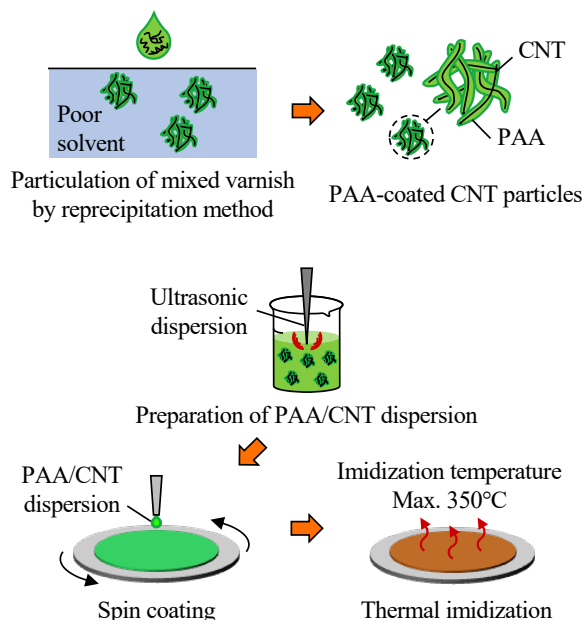 Poor
solvent
CNT
PAA
Particulation of mixed varnish
by reprecipitation method
PAA-coated CNT particles
Ultrasonic
dispersion
Preparation of PAA/CNT dispersion
PAA/CNT
dispersion
Spin coating
Imidization temperature
Max. 350°C
Thermal imidization